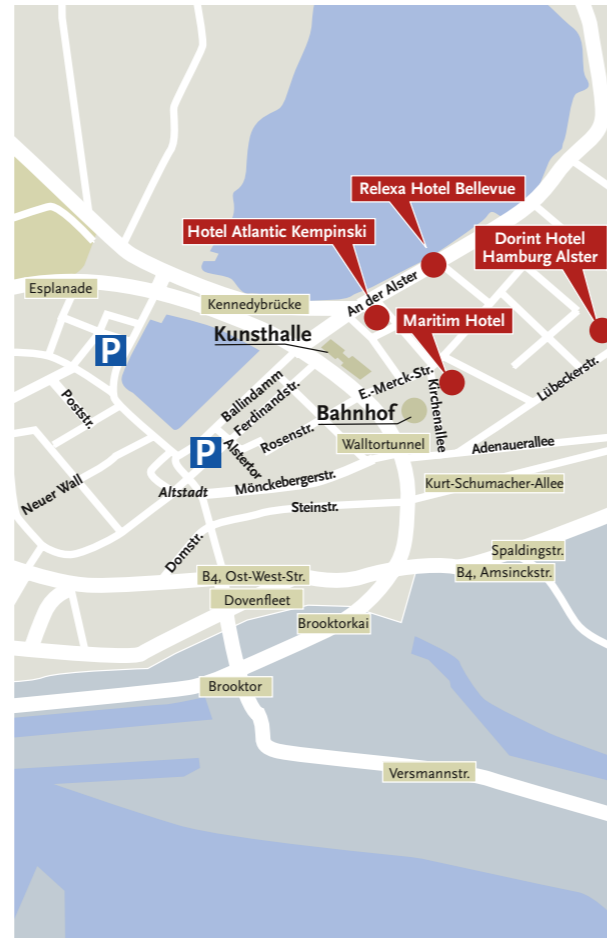 Relexa Hotel Bellevue
Hotel Atlantic Kempinski
Dorint Hotel
Hamburg Alster
Esplanade
An der Alster
Kennedybrücke
Maritim Hotel
Kunsthalle
P
E.-Merck-Str.
Kirchenallee
Lübeckerstr.
Ballindamm
Ferdinandstr.
Bahnhof
Poststr.
Rosenstr.
Walltortunnel
Adenauerallee
P
Alstertor
Neuer Wall
Altstadt
Mönckebergerstr.
Kurt-Schumacher-Allee
Steinstr.
Domstr.
Spaldingstr.
B4, Ost-West-Str.
B4, Amsinckstr.
Dovenfleet
Brooktorkai
Brooktor
Versmannstr.